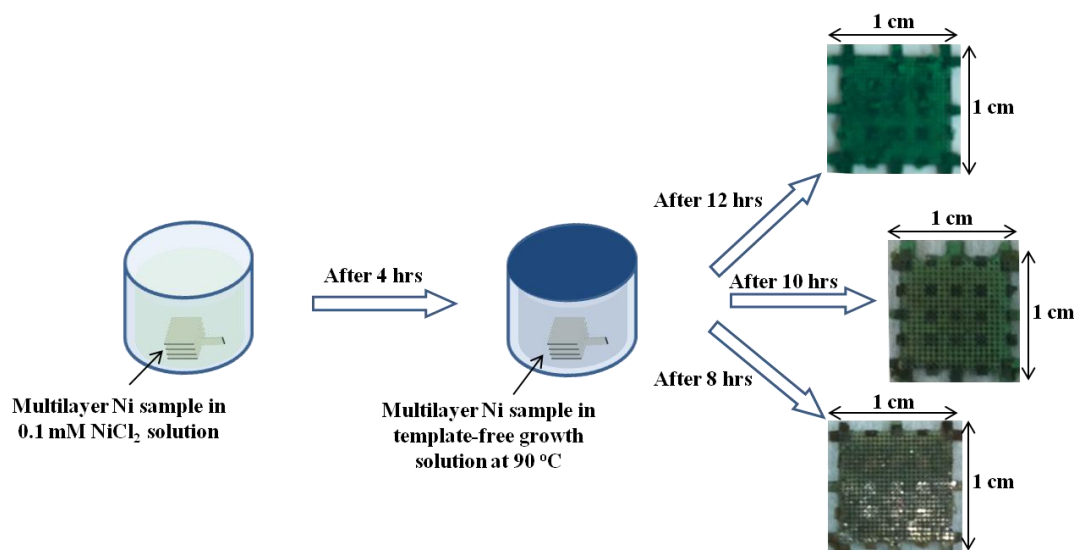 Multilayer Ni sample in
0.1 mM NiCl₂ solution
After 4 hrs
Multilayer Ni sample in
template-free growth
solution at 90 °C
After 12 hrs
1 cm
1 cm
After 10 hrs
1 cm
1 cm
After 8 hrs
1 cm
1 cm